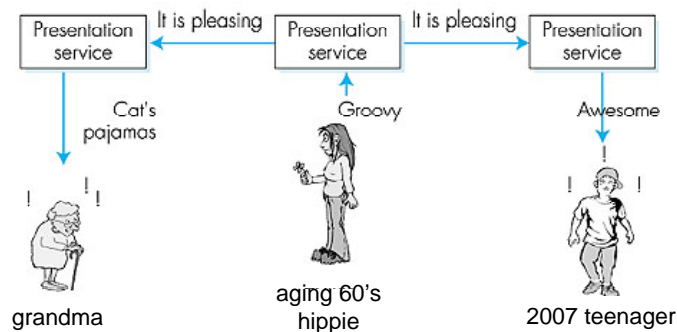 It is pleasing
It is pleasing
Presentation
service
Presentation
service
Presentation
service
Cat's
pajamas
Groovy
Awesome
!
! !
!
! !
grandma
aging 60's
hippie
2007 teenager